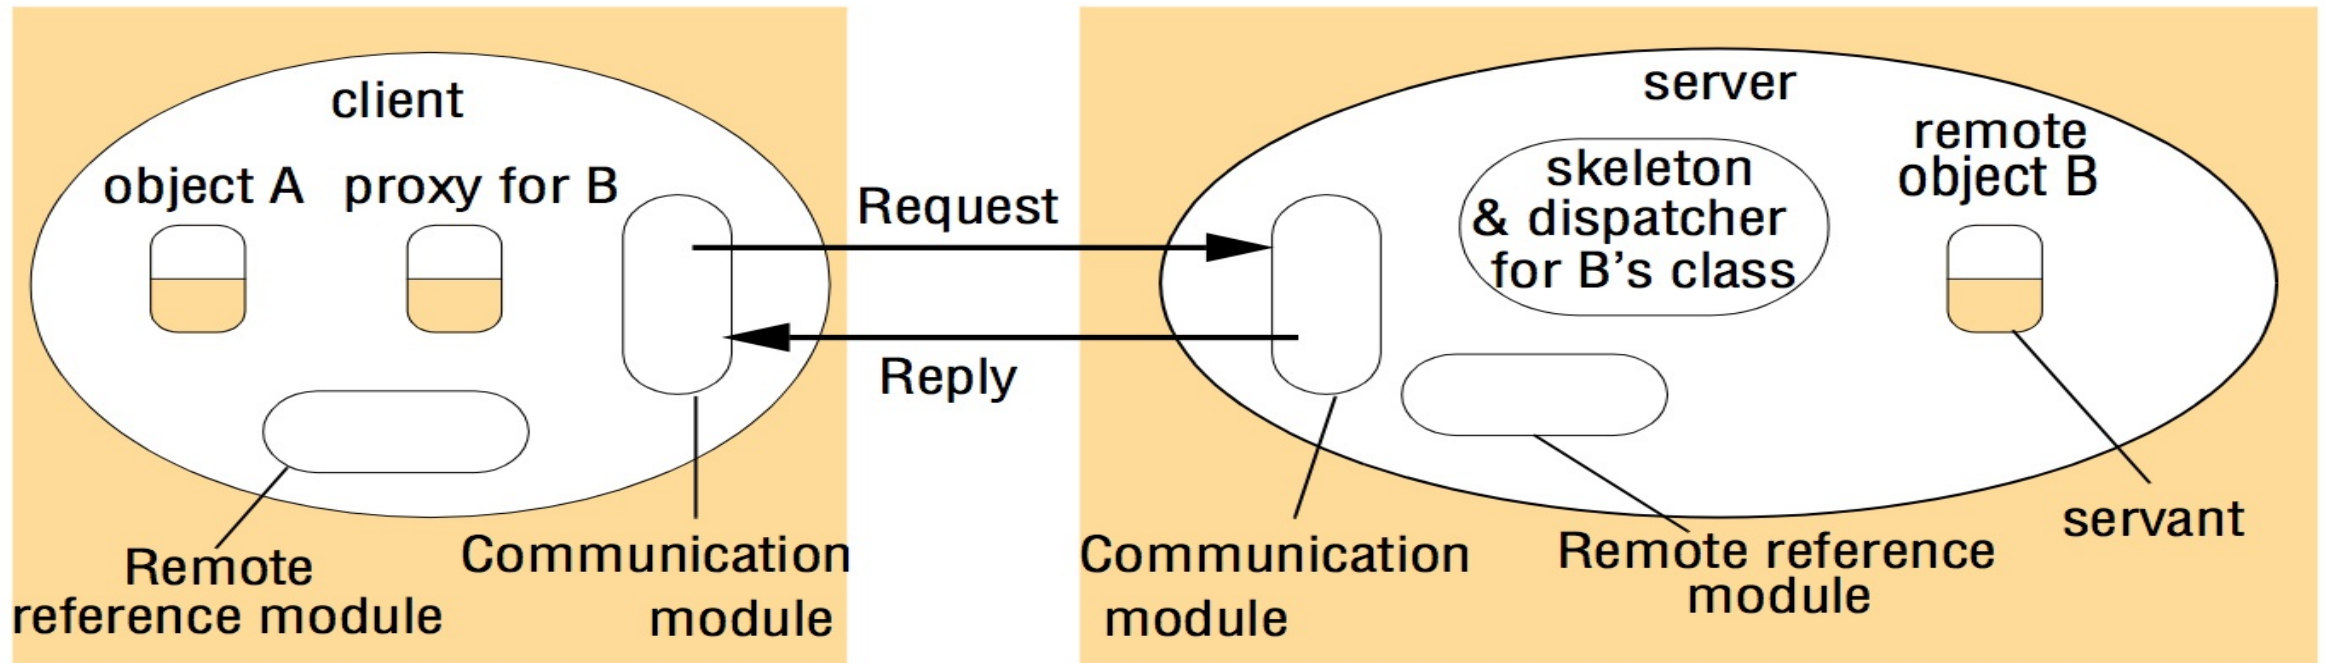 client
object A
proxy for B
Remote
reference module
Communication
module
Request
Reply
server
skeleton
& dispatcher
for B’s class
remote
object B
Communication
module
Remote reference
module
servant